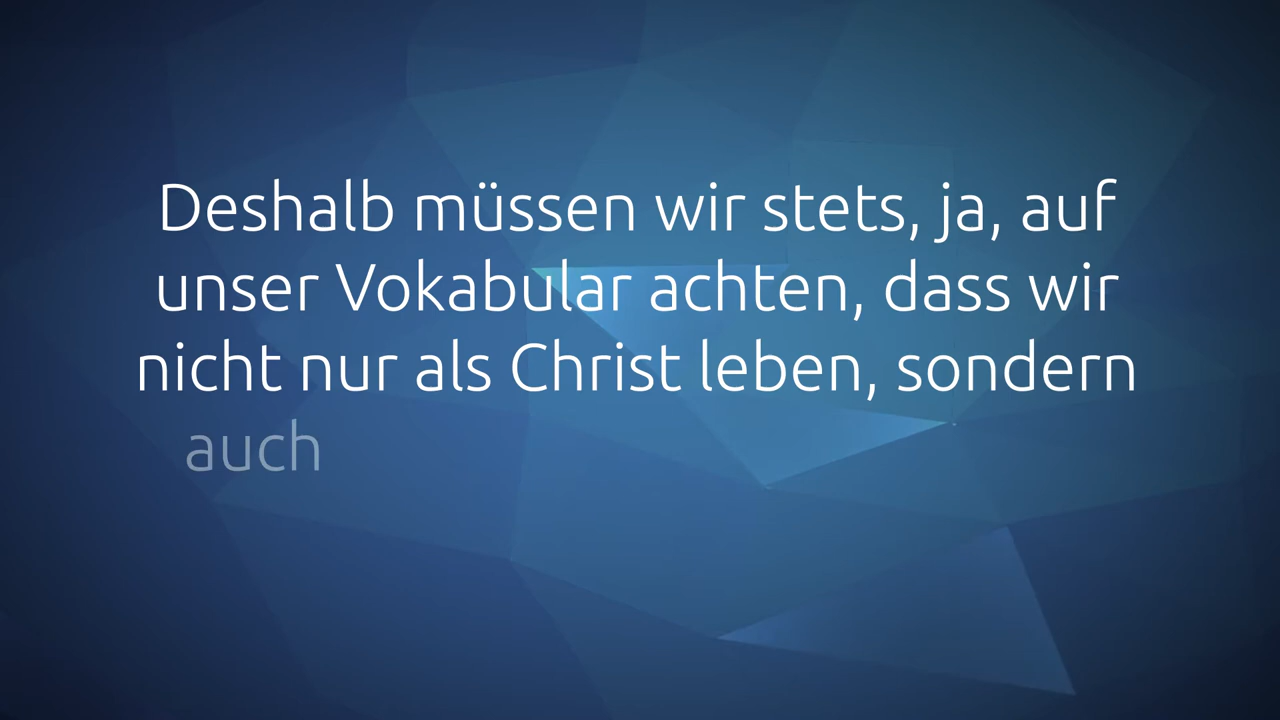 Deshalb müssen wir stets, ja, auf
unser Vokabular achten, dass wir
nicht nur als Christ leben, sondern
auch